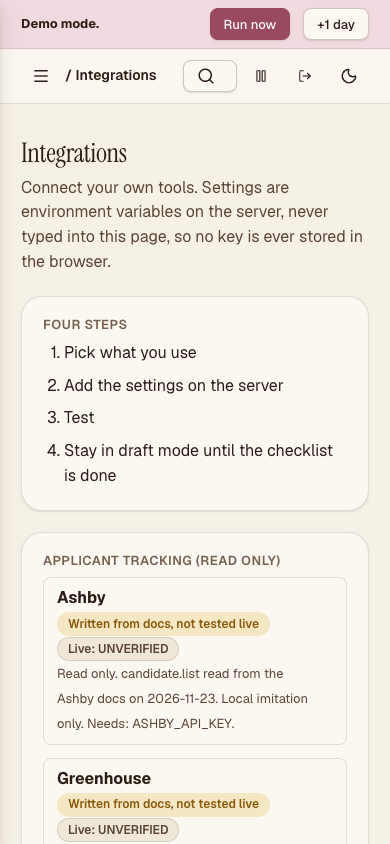 Demo mode.
Run now
+1 day
/ Integrations
Integrations
Connect your own tools. Settings are
environment variables on the server, never
typed into this page, so no key is ever stored in
the browser.
FOUR STEPS
1. Pick what you use
2. Add the settings on the server
3. Test
4. Stay in draft mode until the checklist
is done
APPLICANT TRACKING (READ ONLY)
Ashby
Written from docs, not tested live
Live: UNVERIFIED
Read only. candidate.list read from the
Ashby docs on 2026-11-23. Local imitation
only. Needs: ASHBY_API_KEY.
Greenhouse
Written from docs, not tested live
Live: UNVERIFIED